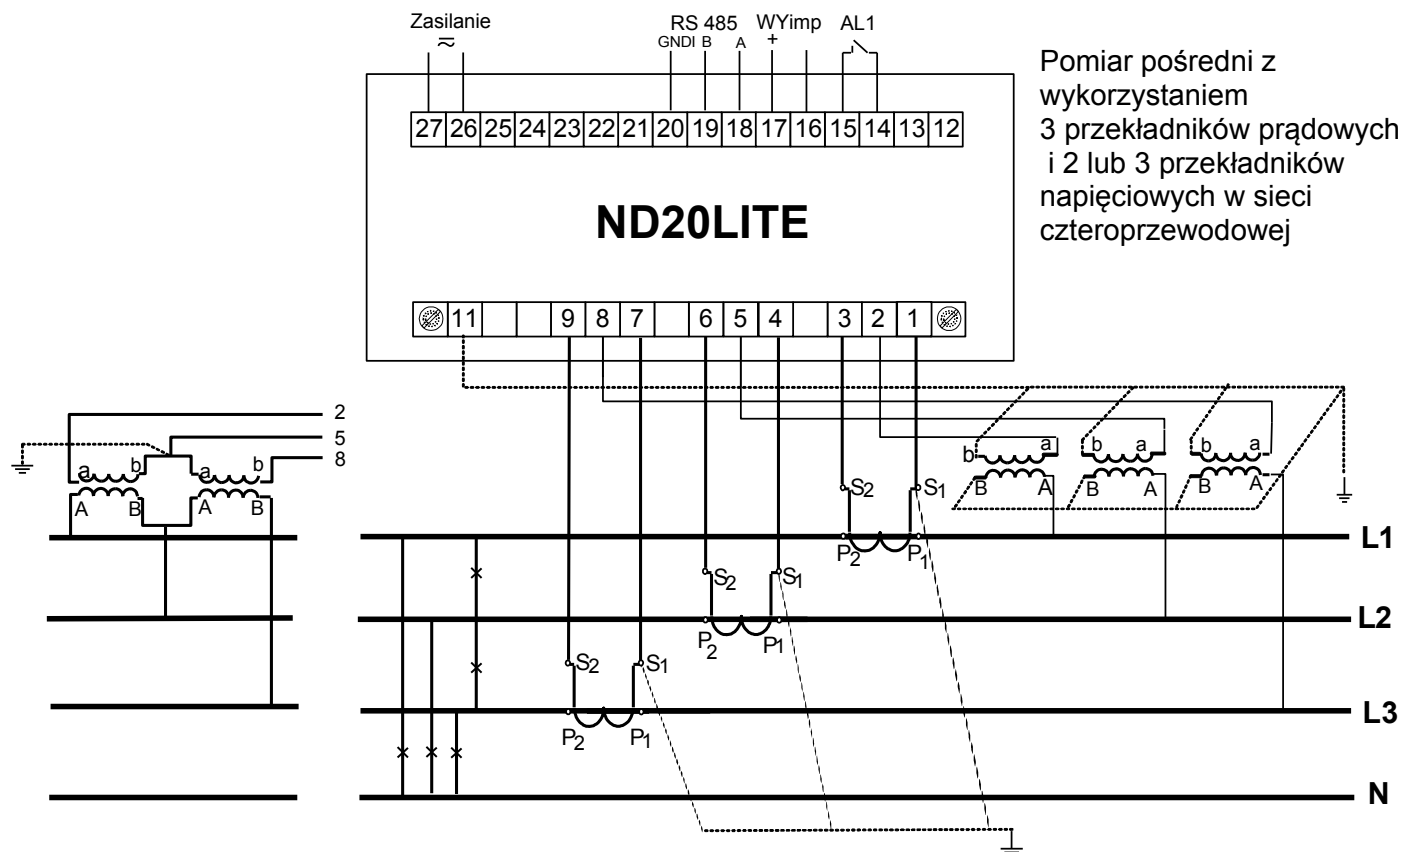 Zasilanie
RS 485
WYimp
AL1
GNDI B A +
Pomiar pośredni z
wykorzystaniem
3 przekładników prądowych
i 2 lub 3 przekładników
napięciowych w sieci
czteroprzewodowej
27 26 25 24 23 22 21 20 19 18 17 16 15 14 13 12
ND20LITE
11 9 8 7 6 5 4 3 2 1
2
5
8
a b a b
A B A B
b a b a b a
B A B A B A
S2 S1
P2 P1
L1
S2 S1
P2 P1
L2
S2 S1
P2 P1
L3
N